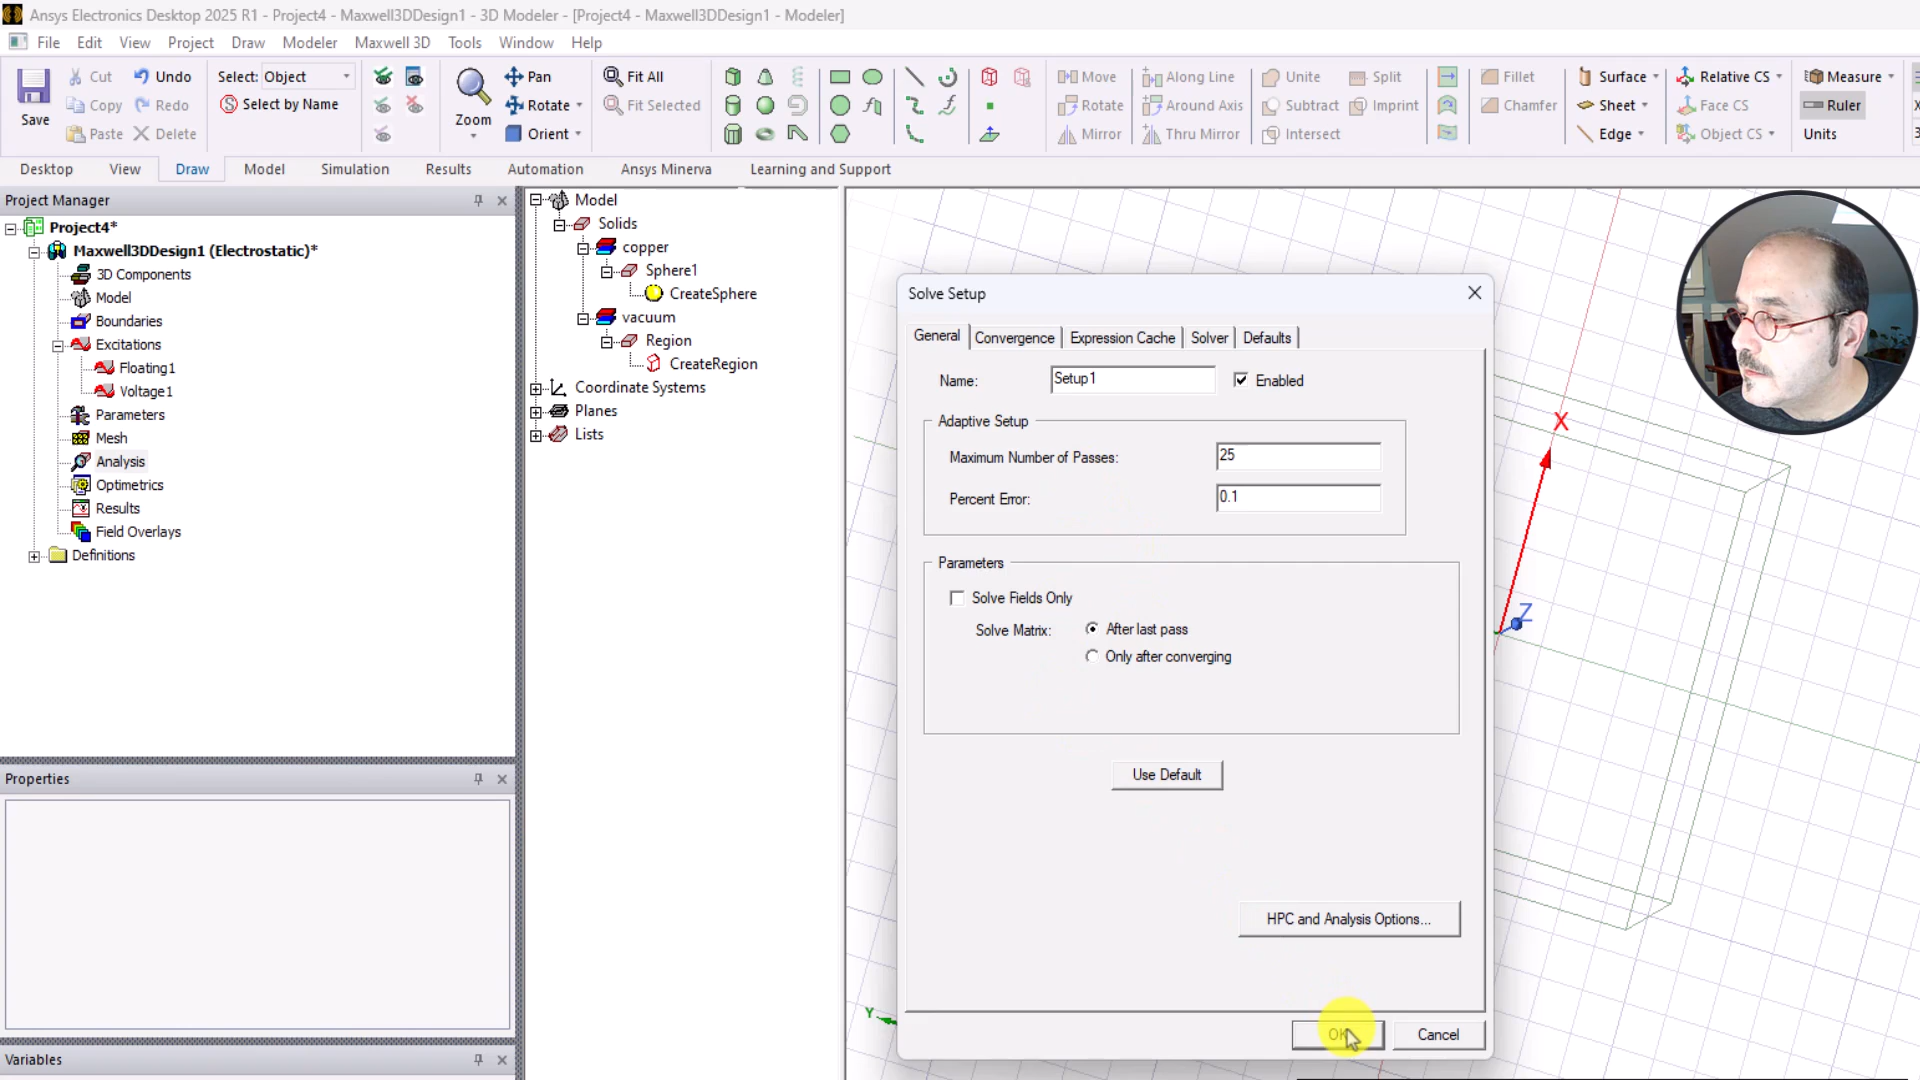 Ansys Electronics Desktop 2025 R1 - Project4 - Maxwell3DDesign1 - 3D Modeler - [Project4 - Maxwell3DDesign1 - Modeler]
File Edit View Project Draw Modeler Maxwell 3D Tools Window Help
Save
Cut
Copy
Paste
Undo
Redo
Delete
Select: Object
Select by Name
Zoom
Pan
Rotate
Orient
Fit All
Fit Selected
Move
Rotate
Mirror
Along Line
Around Axis
Thru Mirror
Unite
Subtract
Intersect
Split
Imprint
Fillet
Chamfer
Surface
Sheet
Edge
Relative CS
Face CS
Object CS
Measure
Ruler
Units
Desktop View Draw Model Simulation Results Automation Ansys Minerva Learning and Support
Project Manager
Project4*
Maxwell3DDesign1 (Electrostatic)*
3D Components
Model
Boundaries
Excitations
Floating1
Voltage1
Parameters
Mesh
Analysis
Optimetrics
Results
Field Overlays
Definitions
Properties
Variables
Model
Solids
copper
Sphere1
CreateSphere
vacuum
Region
CreateRegion
Coordinate Systems
Planes
Lists
Solve Setup
General Convergence Expression Cache Solver Defaults
Name: Setup1 Enabled
Adaptive Setup
Maximum Number of Passes: 25
Percent Error: 0.1
Parameters
Solve Fields Only
Solve Matrix: After last pass
Only after converging
Use Default
HPC and Analysis Options...
OK Cancel
X
Z
Y